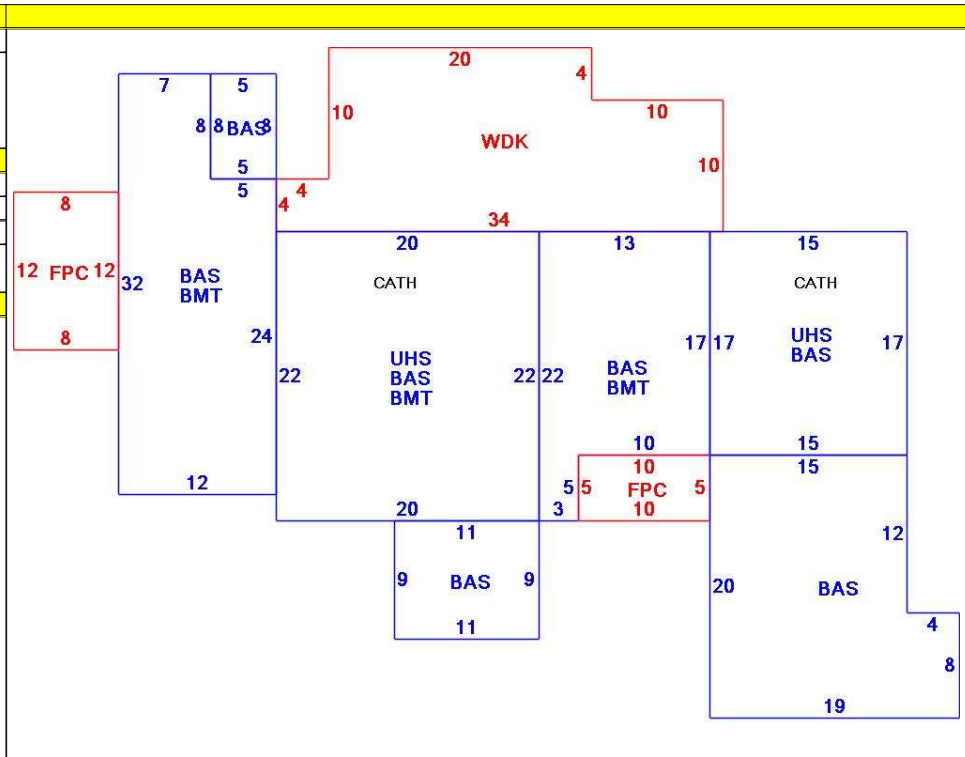 20
4
7 5
10 10
8 8 BAS 8
WDK
10
5
5 4
4
8
34
20 13 15
12 FPC 12
32
BAS
BMT
CATH CATH
24
17 17 17
UHS
BAS
8
22
UHS
BAS
BMT
22 22
BAS
BMT
10 15
10 15
12
5 5 FPC 5
20 3 10
12
11
9 BAS 9
20 BAS
11
4
8
19